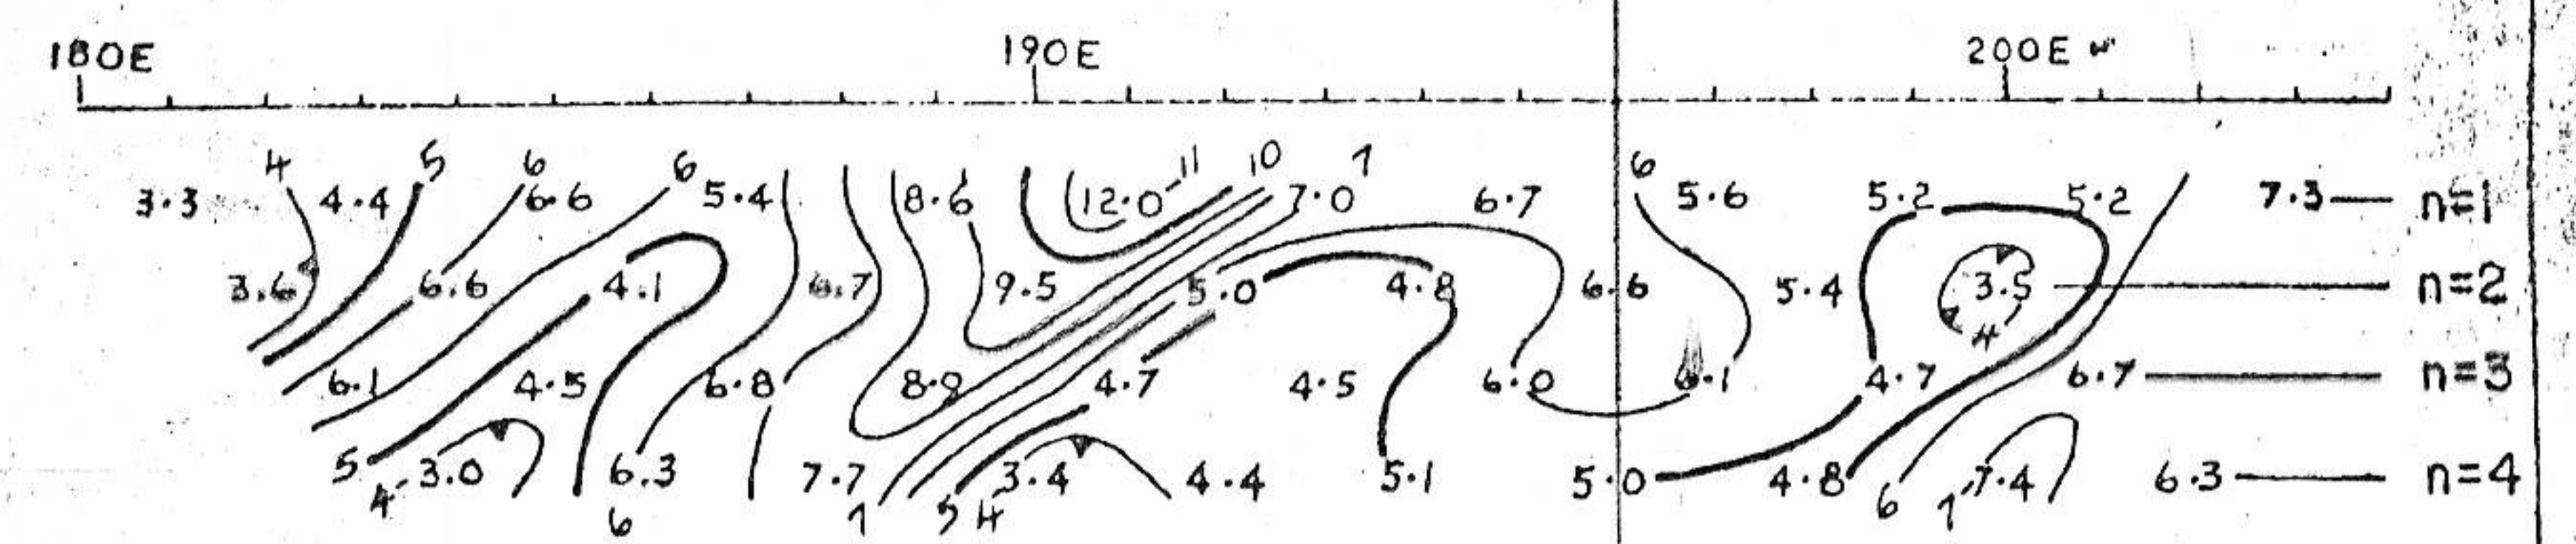 180E 190E 200E
4 5 6 6 11 10 7 6
3.3 4.4 6.6 5.4 8.6 12.0 7.0 6.7 5.6 5.2 5.2 7.3 n=1
3.6 6.6 4.1 6.7 9.5 5.0 4.8 6.6 5.4 3.5 n=2
4
6.1 4.5 6.8 8.9 4.7 4.5 6.0 6.1 4.7 6.7 n=3
5 3.0 6.3 7.7 3.4 4.4 5.1 5.0 4.8 7.4 6.3 n=4
4 6 7 5 4 6 7